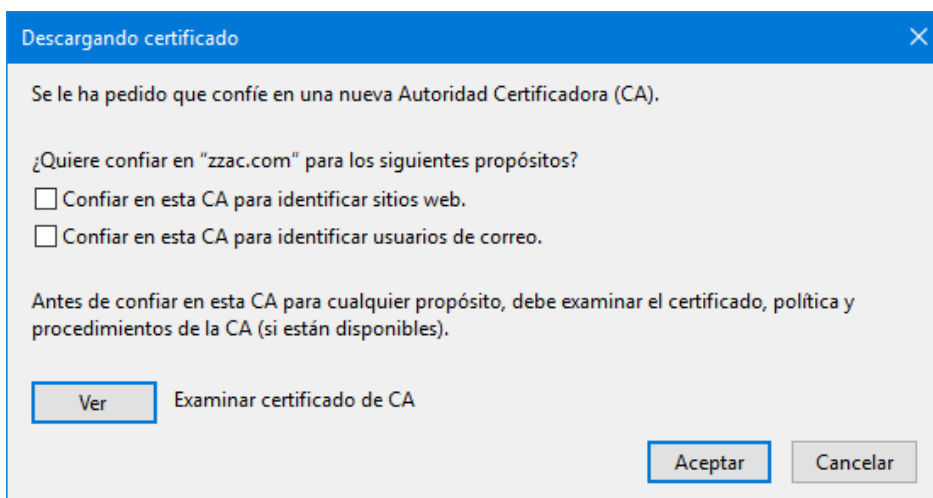 Descargando certificado
Se le ha pedido que confíe en una nueva Autoridad Certificadora (CA).
¿Quiere confiar en “zzac.com” para los siguientes propósitos?
Confiar en esta CA para identificar sitios web.
Confiar en esta CA para identificar usuarios de correo.
Antes de confiar en esta CA para cualquier propósito, debe examinar el certificado, política y
procedimientos de la CA (si están disponibles).
Ver Examinar certificado de CA
Aceptar Cancelar